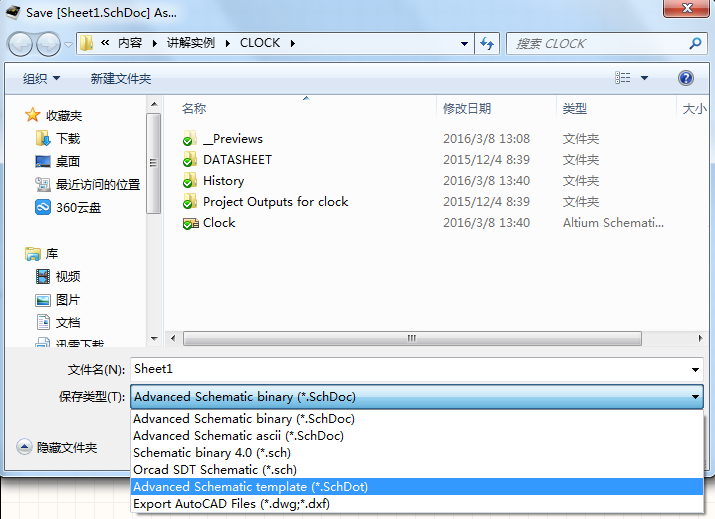 Save [Sheet1.SchDoc] As...
« 内容 讲解实例 CLOCK 搜索 CLOCK
组织 新建文件夹
名称 修改日期 类型 大小
收藏夹
下载
桌面
最近访问的位置
360云盘
库
视频
图片
文档
迅雷下载
__Previews 2016/3/8 13:08 文件夹
DATASHEET 2015/12/4 8:39 文件夹
History 2016/3/8 13:40 文件夹
Project Outputs for clock 2015/12/4 8:39 文件夹
Clock 2016/3/8 13:40 Altium Schemati...
文件名(N): Sheet1
保存类型(T): Advanced Schematic binary (*.SchDoc)
Advanced Schematic binary (*.SchDoc)
Advanced Schematic ascii (*.SchDoc)
Schematic binary 4.0 (*.sch)
Orcad SDT Schematic (*.sch)
Advanced Schematic template (*.SchDot)
Export AutoCAD Files (*.dwg;*.dxf)
隐藏文件夹